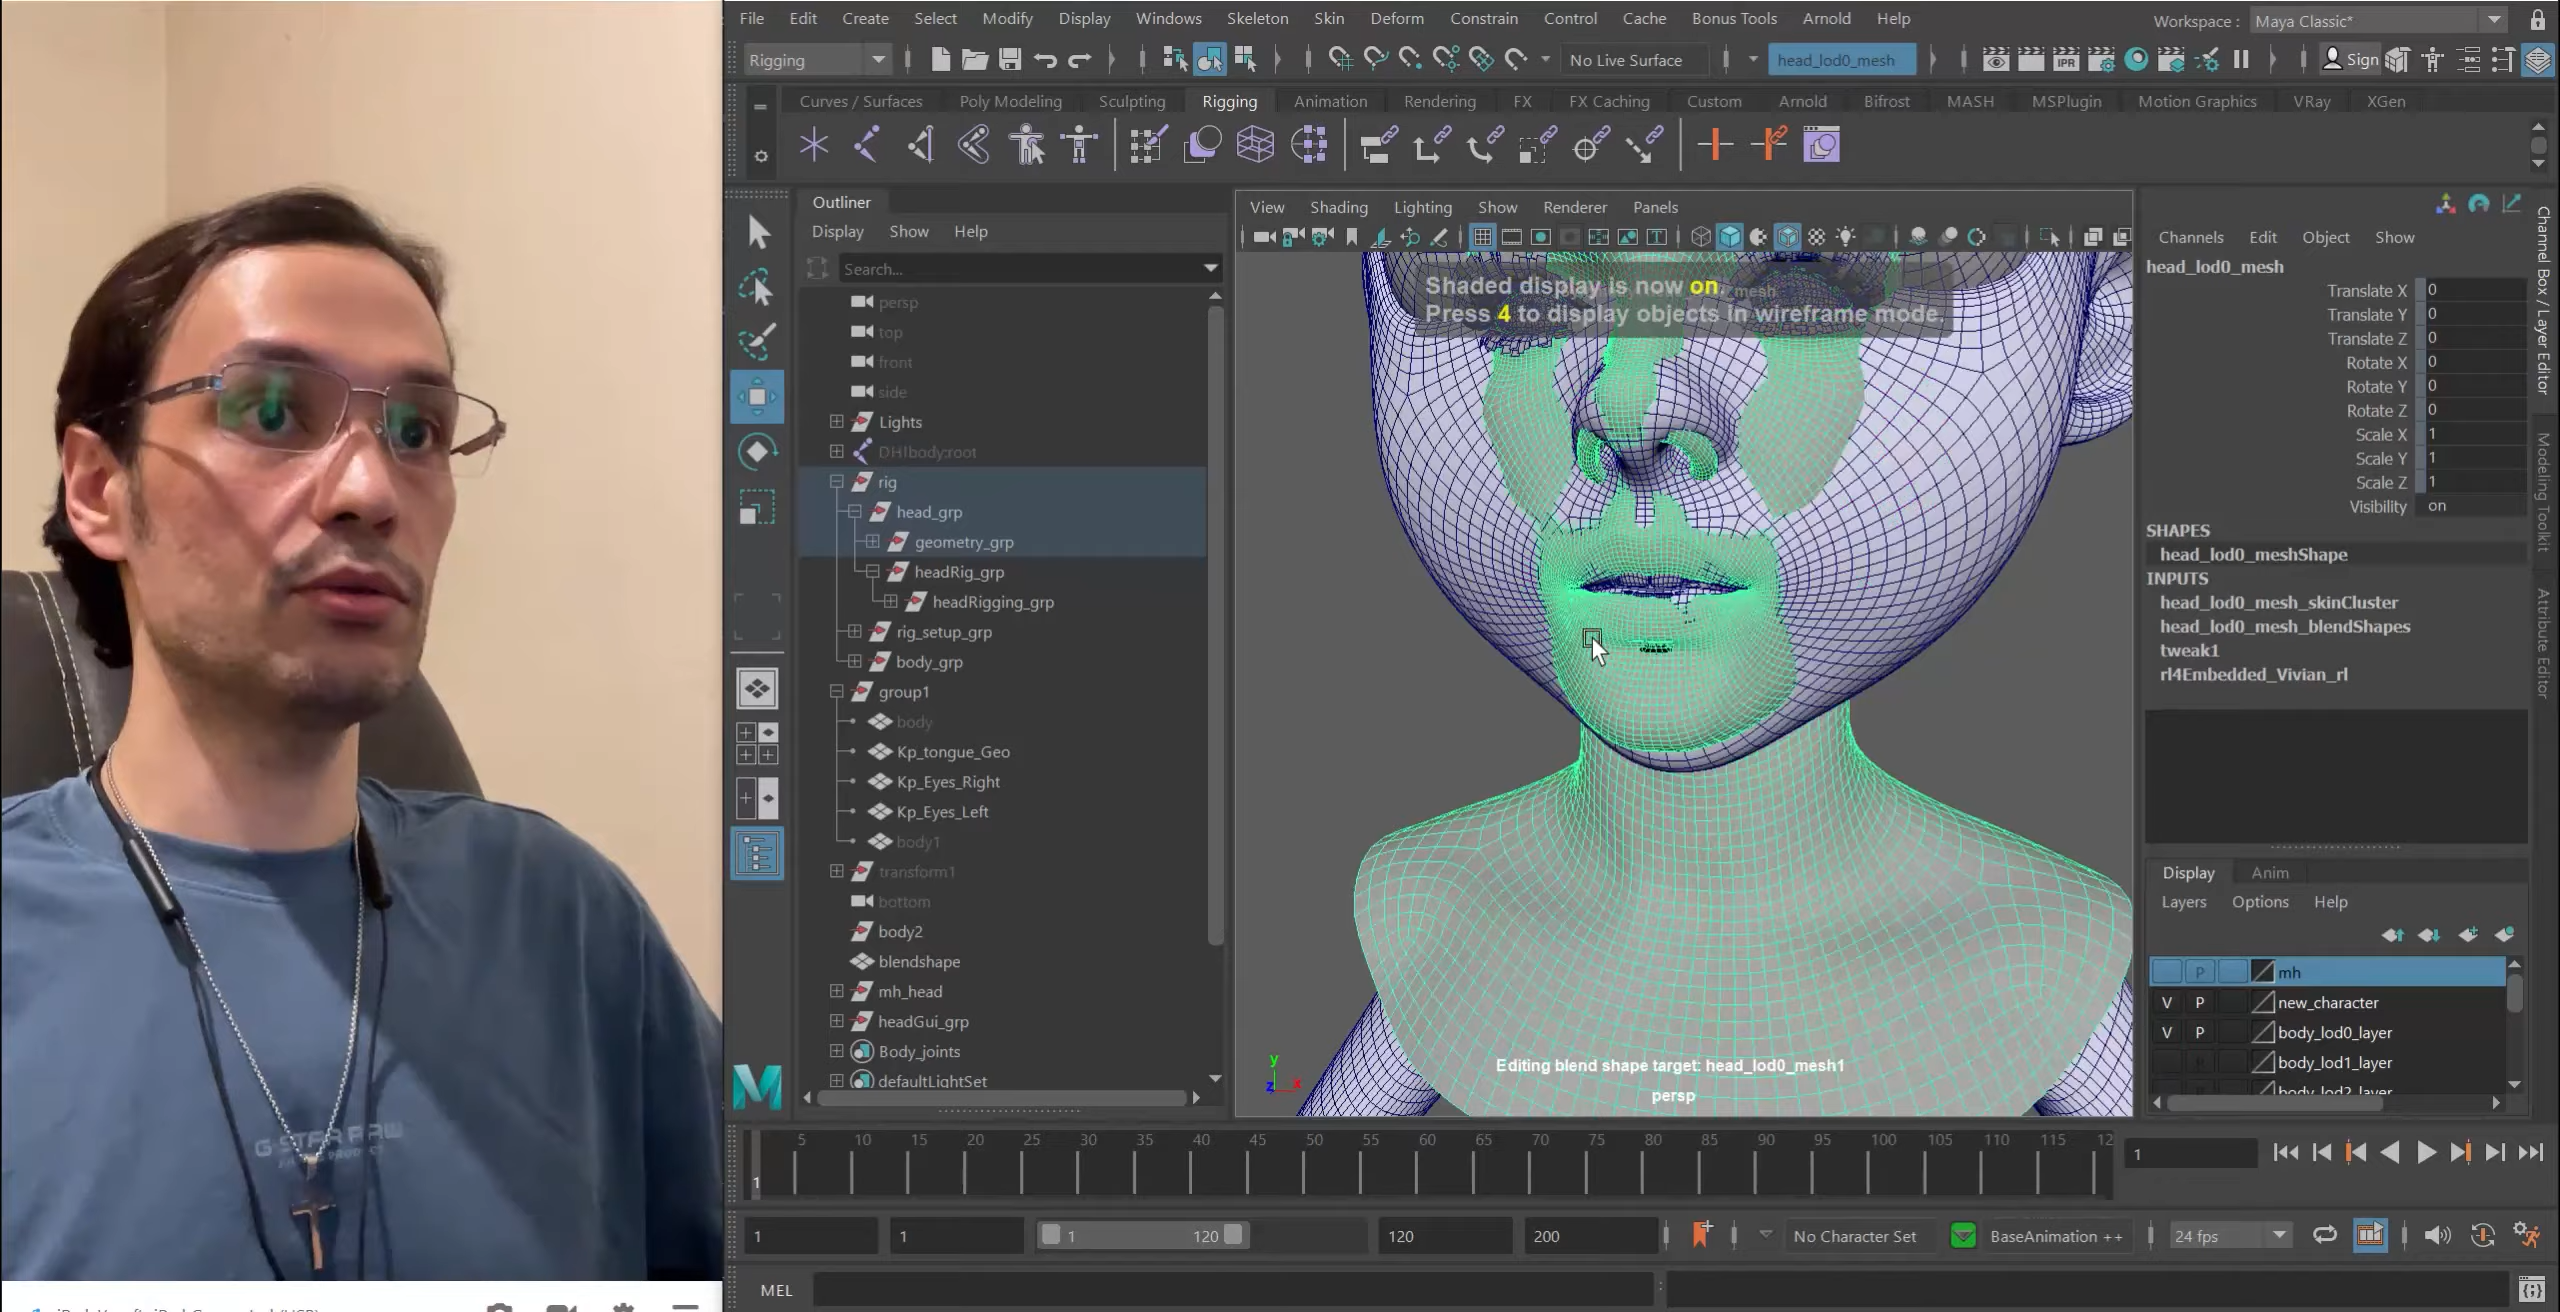 File Edit Create Select Modify Display Windows Skeleton Skin Deform Constrain Control Cache Bonus Tools Arnold Help
Workspace : Maya Classic*
Rigging
No Live Surface
head_lod0_mesh
IPR
Sign
Curves / Surfaces Poly Modeling Sculpting Rigging Animation Rendering FX FX Caching Custom Arnold Bifrost MASH MSPlugin Motion Graphics VRay XGen
Outliner
Display Show Help
Search...
persp
top
front
side
Lights
DHIbody:root
rig
head_grp
geometry_grp
headRig_grp
headRigging_grp
rig_setup_grp
body_grp
group1
body
Kp_tongue_Geo
Kp_Eyes_Right
Kp_Eyes_Left
body1
transform1
bottom
body2
blendshape
mh_head
headGui_grp
Body_joints
defaultLightSet
View Shading Lighting Show Renderer Panels
Shaded display is now on.
mesh
Press 4 to display objects in wireframe mode.
Editing blend shape target: head_lod0_mesh1
persp
y
z x
Channels Edit Object Show
head_lod0_mesh
Translate X 0
Translate Y 0
Translate Z 0
Rotate X 0
Rotate Y 0
Rotate Z 0
Scale X 1
Scale Y 1
Scale Z 1
Visibility on
SHAPES
head_lod0_meshShape
INPUTS
head_lod0_mesh_skinCluster
head_lod0_mesh_blendShapes
tweak1
rl4Embedded_Vivian_rl
Channel Box / Layer Editor
Modeling Toolkit
Attribute Editor
Display Anim
Layers Options Help
P mh
V P new_character
V P body_lod0_layer
body_lod1_layer
body_lod2_layer
5 10 15 20 25 30 35 40 45 50 55 60 65 70 75 80 85 90 95 100 105 110 115 12
1
1
1 1 1 120 120 200
No Character Set
BaseAnimation ++
24 fps
MEL
G-STAR RAW